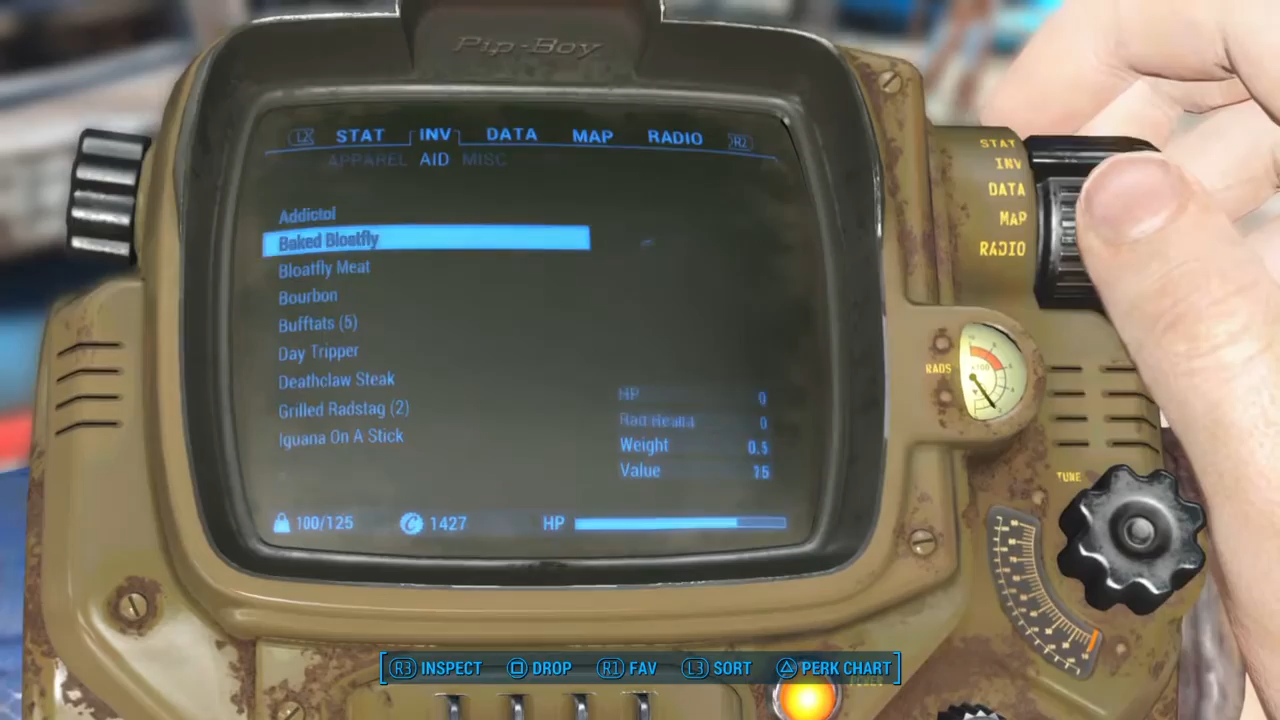 Pip-Boy
L2 STAT INV DATA MAP RADIO R2
APPAREL AID MISC
Addictol
Baked Bloatfly
Bloatfly Meat
Bourbon
Bufftats (5)
Day Tripper
Deathclaw Steak
Grilled Radstag (2)
Iguana On A Stick
HP 0
Weight 0.5
Value
100/125 1427 HP
STAT
INV
DATA
MAP
RADIO
RADS
x100
TUNE
R3 INSPECT DROP R1 FAV L3 SORT PERK CHART
POWER